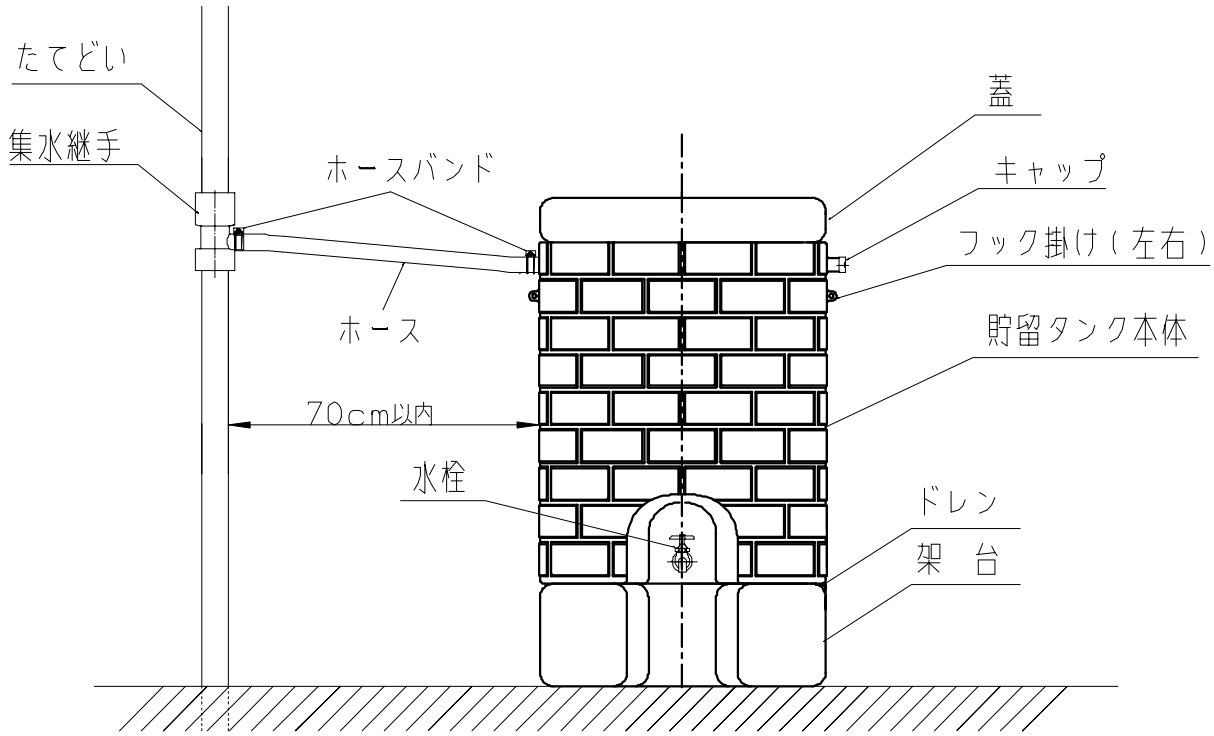 たてどい
集水継手
ホースバンド
ホース
70cm以内
水栓
蓋
キャップ
フック掛け(左右)
貯留タンク本体
ドレン
架 台